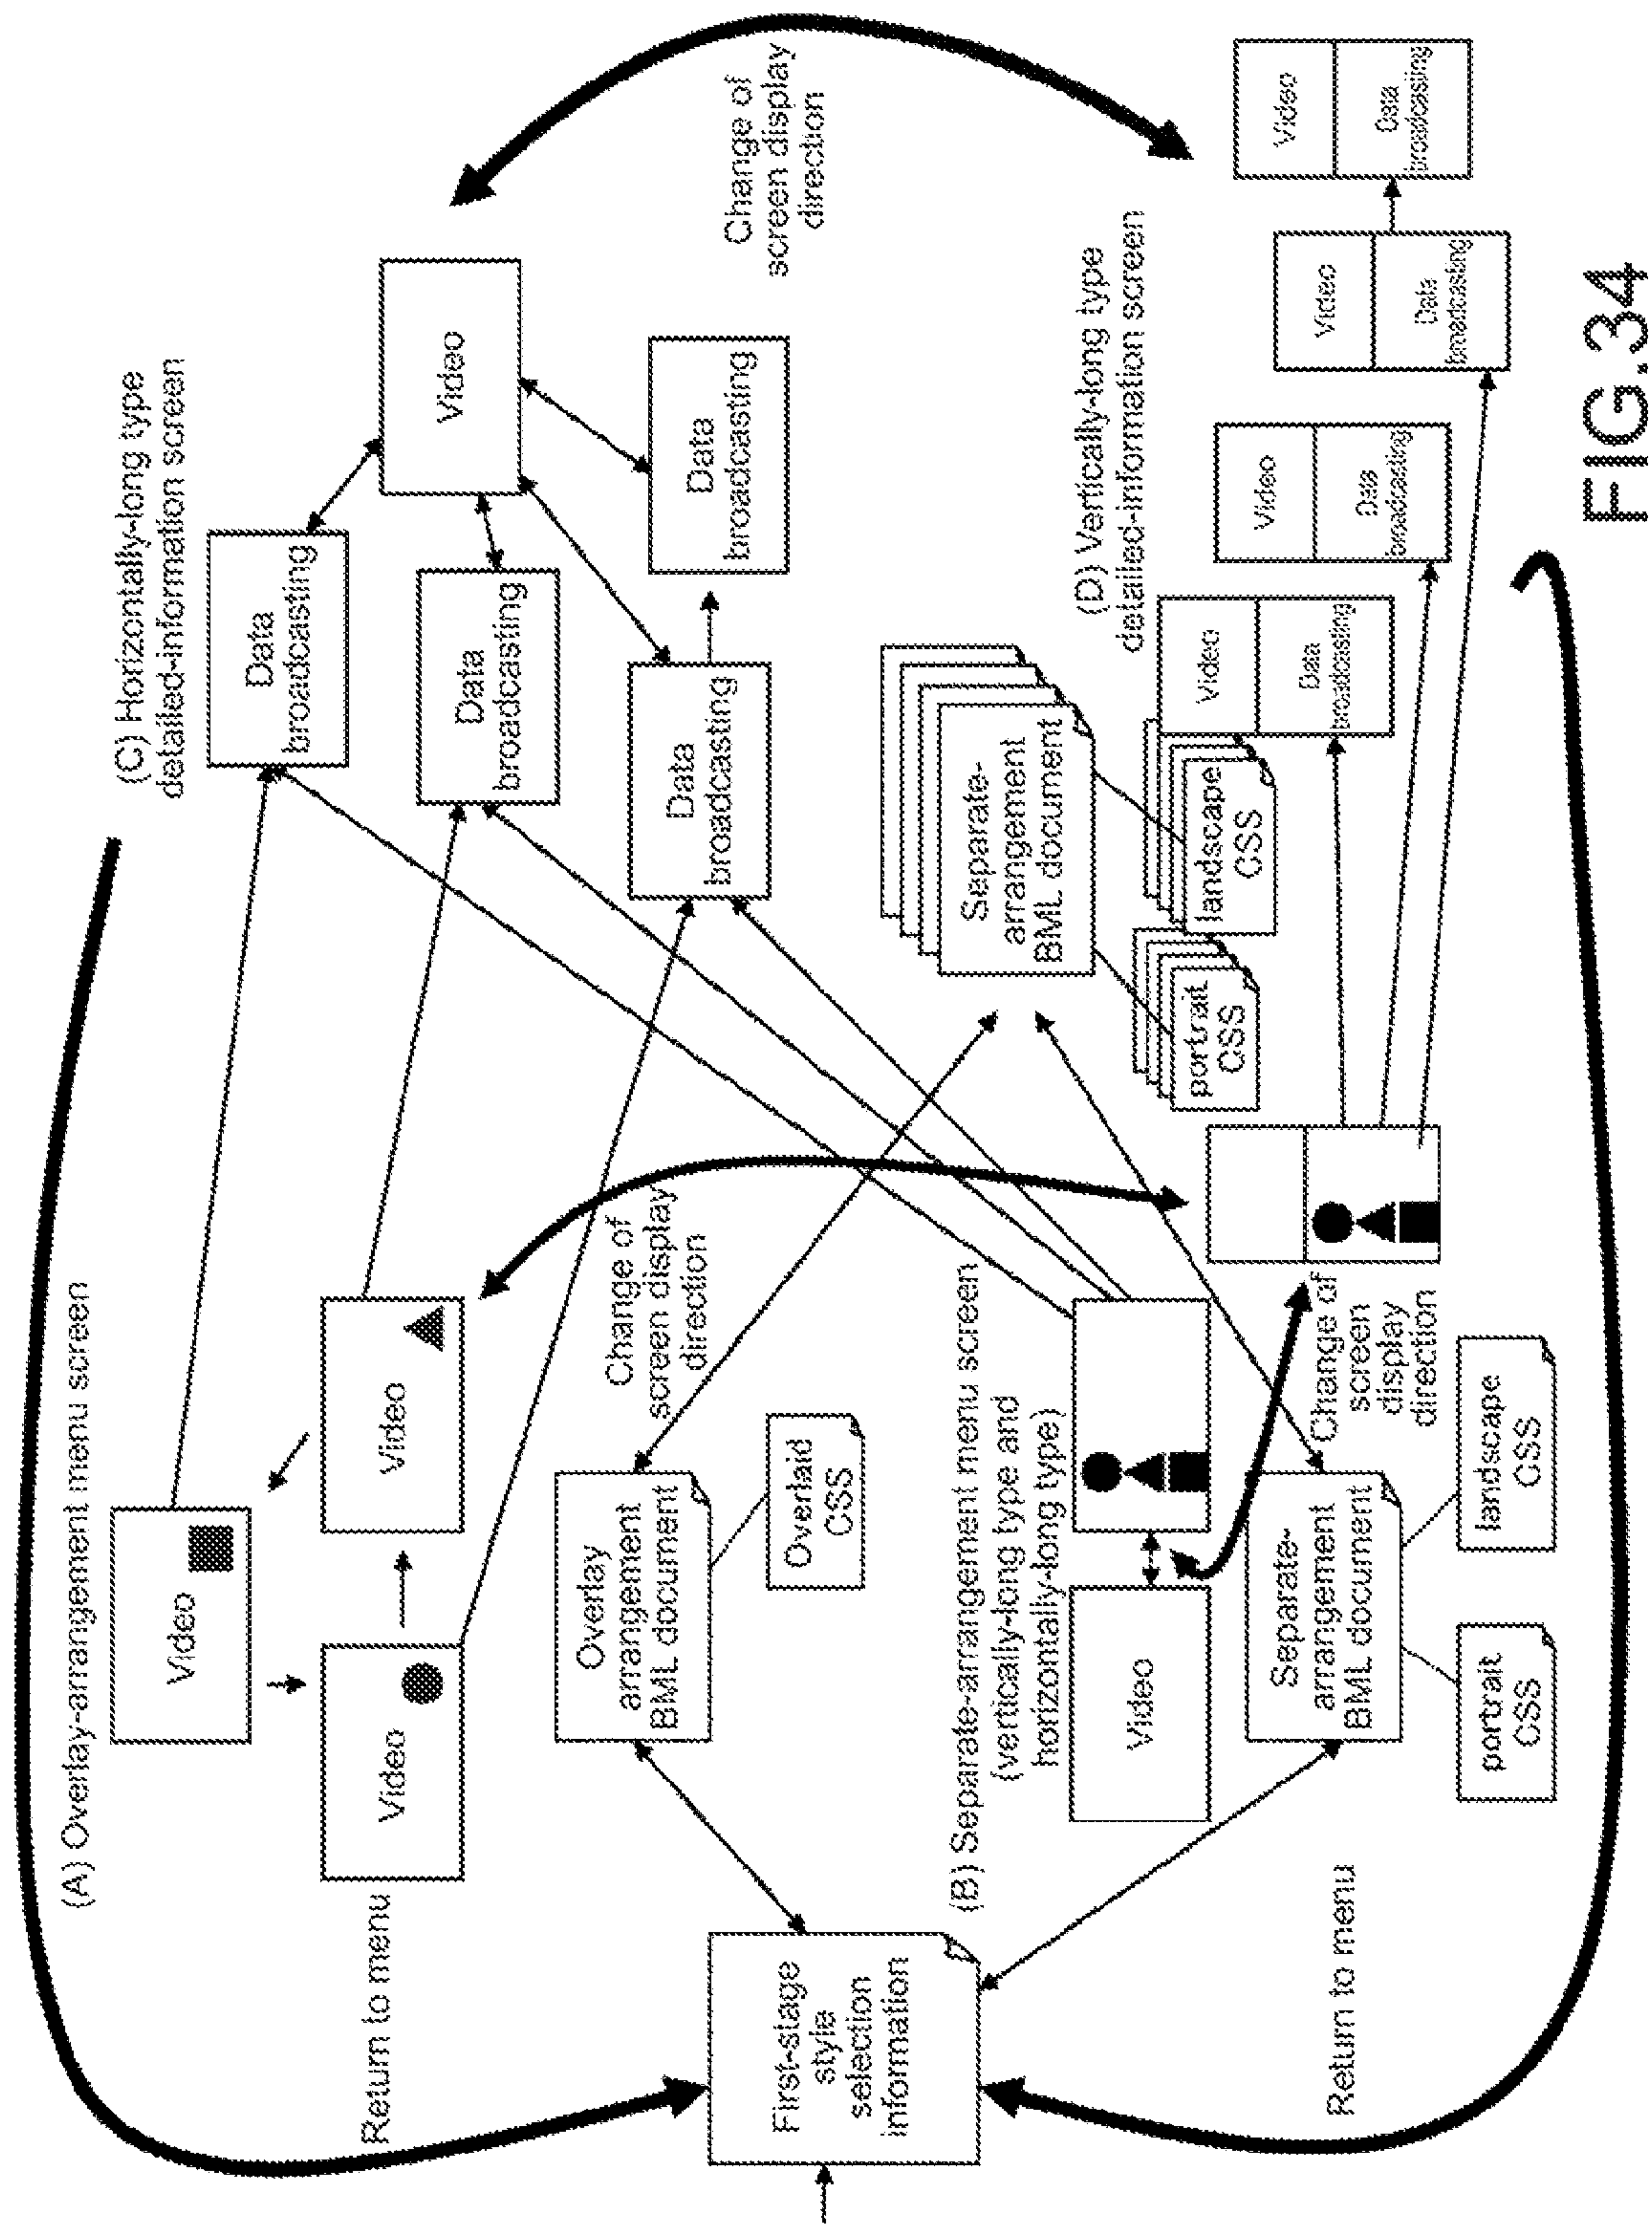 (A) Overlay-arrangement menu screen
Video
Video
Video
Return to menu
Overlay
arrangement
BML document
Overlaid
CSS
Change of
screen display
direction
First-stage
style
selection
information
(B) Separate-arrangement menu screen
(vertically-long type and
horizontally-long type)
Video
Separate-
arrangement
BML document
portrait
CSS
landscape
CSS
Change of
screen
display
direction
Return to menu
(C) Horizontally-long type
detailed-information screen
Data
broadcasting
Data
broadcasting
Data
broadcasting
Data
broadcasting
Video
Change of
screen display
direction
Separate-
arrangement
BML document
portrait
CSS
landscape
CSS
(D) Vertically-long type
detailed-information screen
Video
Data
broadcasting
Video
Data
broadcasting
Video
Data
broadcasting
Video
Data
broadcasting
FIG.34